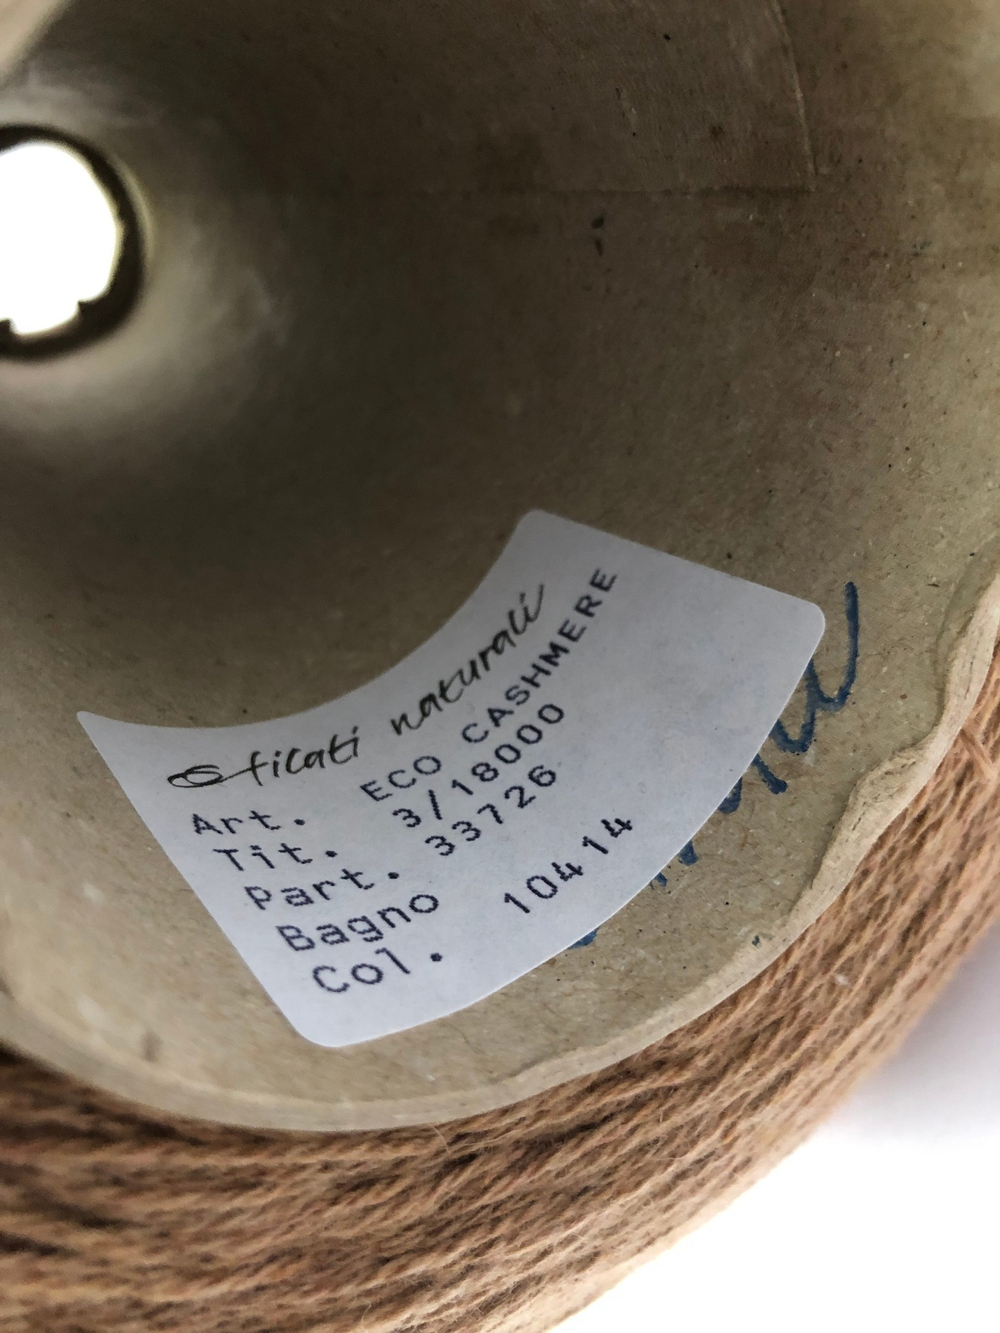 filati naturali
Art. ECO CASHMERE
Tit. 3/18000
Part. 33726
Bagno
Col. 10414